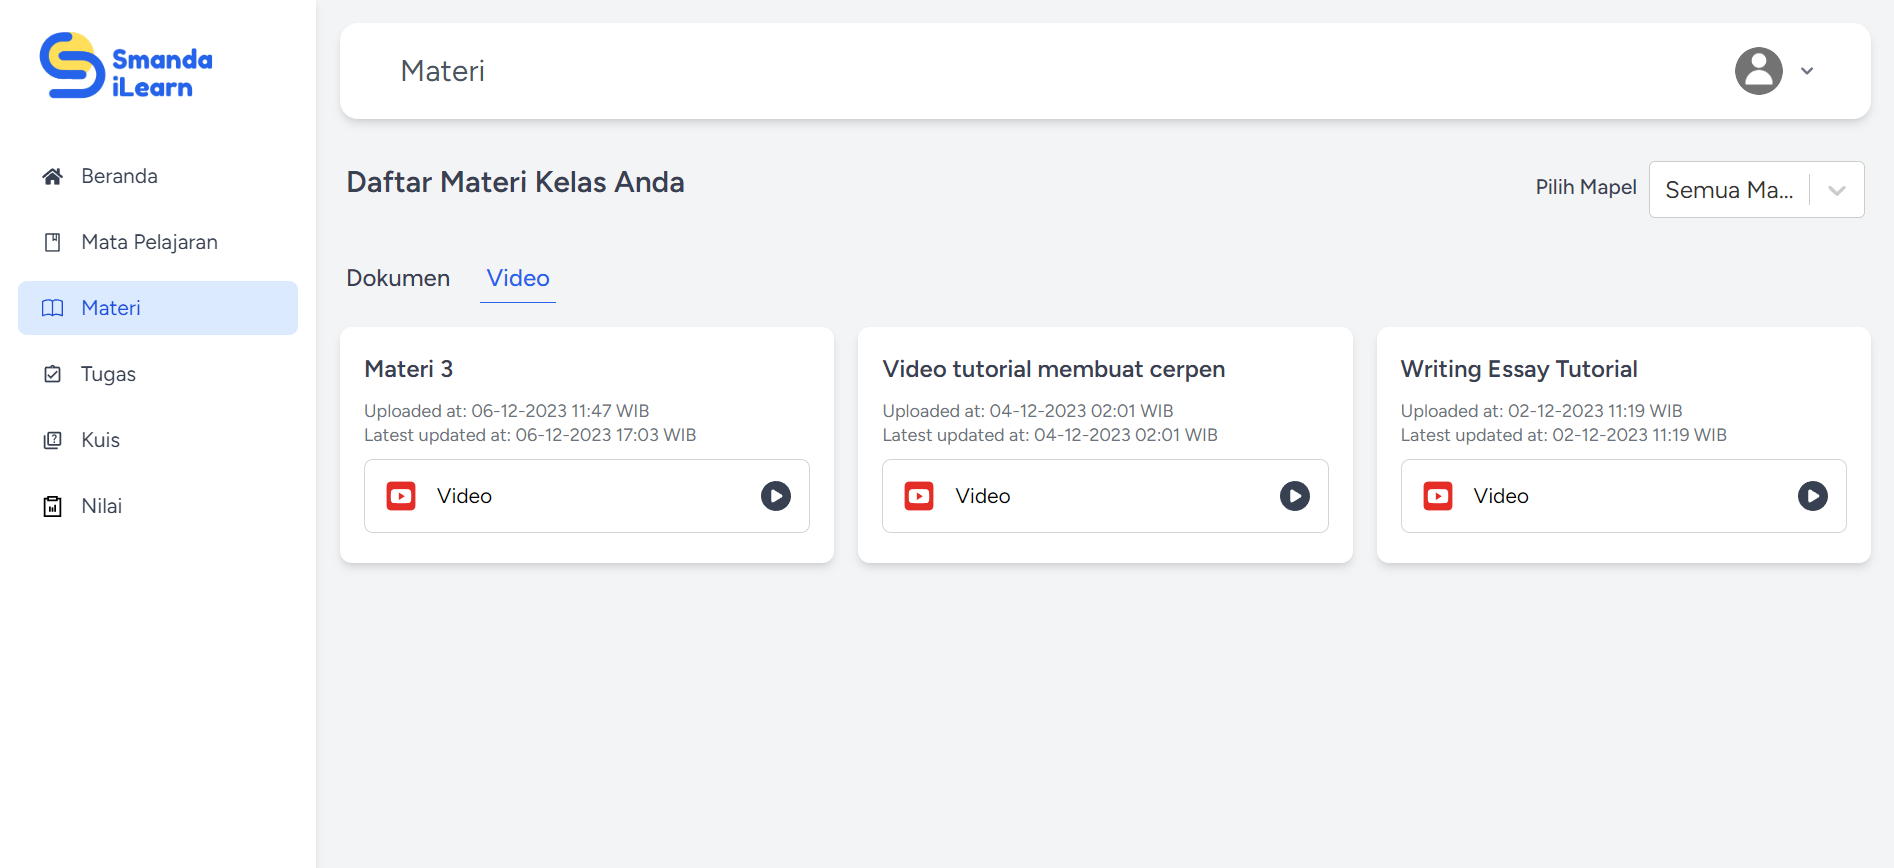 Smanda
iLearn
Beranda
Mata Pelajaran
Materi
Tugas
Kuis
Nilai
Materi
Daftar Materi Kelas Anda
Pilih Mapel
Semua Ma...
Dokumen
Video
Materi 3
Uploaded at: 06-12-2023 11:47 WIB
Latest updated at: 06-12-2023 17:03 WIB
Video
Video tutorial membuat cerpen
Uploaded at: 04-12-2023 02:01 WIB
Latest updated at: 04-12-2023 02:01 WIB
Video
Writing Essay Tutorial
Uploaded at: 02-12-2023 11:19 WIB
Latest updated at: 02-12-2023 11:19 WIB
Video